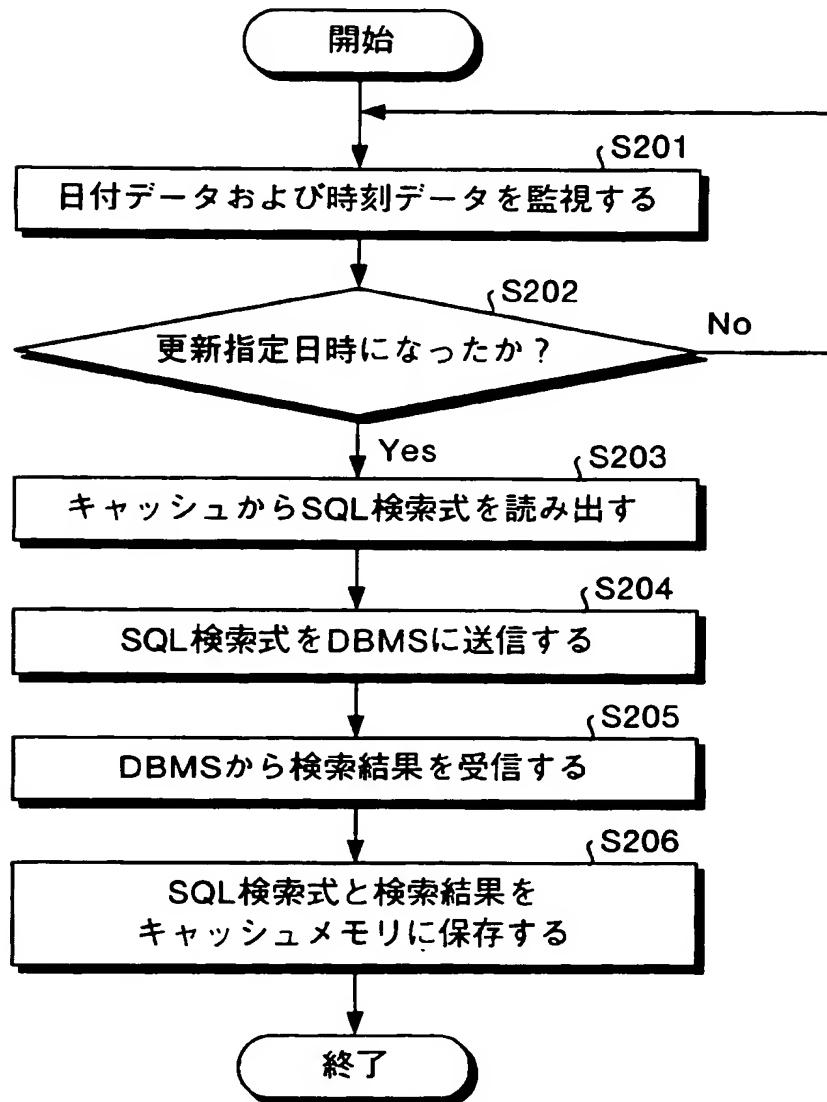 開始
S201
日付データおよび時刻データを監視する
S202
更新指定日時になったか?
No
Yes
S203
キャッシュからSQL検索式を読み出す
S204
SQL検索式をDBMSに送信する
S205
DBMSから検索結果を受信する
S206
SQL検索式と検索結果を
キャッシュメモリに保存する
終了